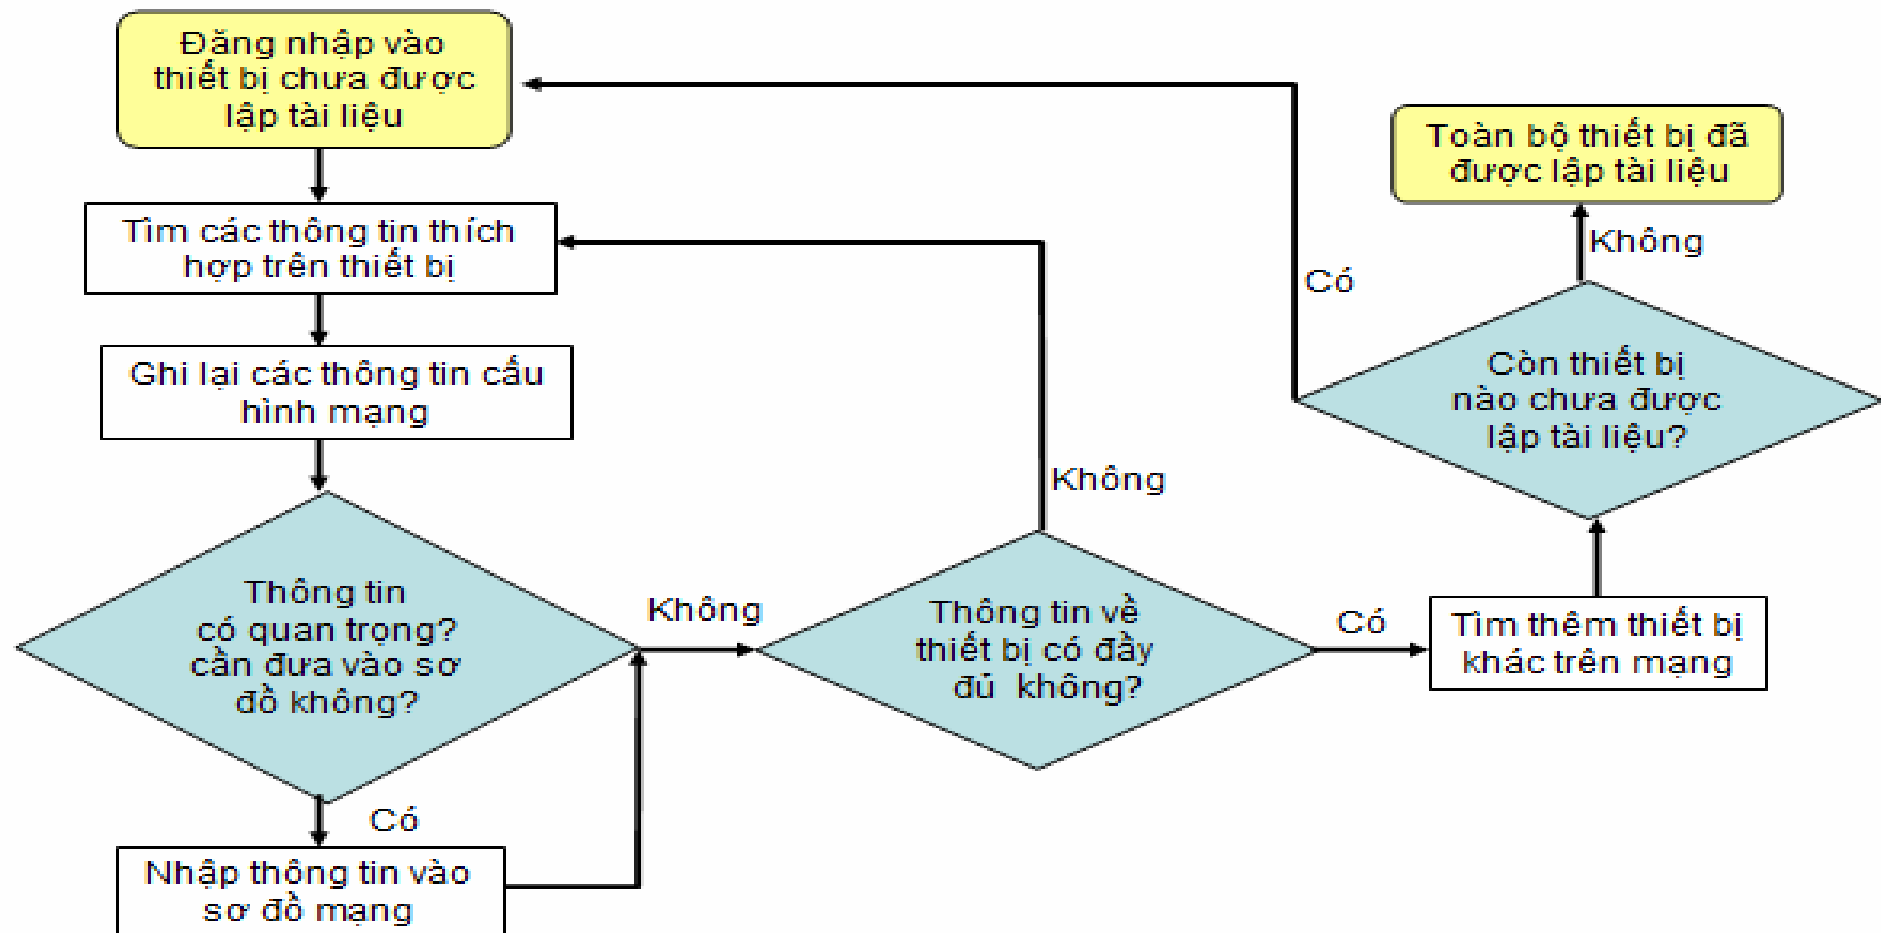 Đăng nhập vào
thiết bị chưa được
lập tài liệu
Tìm các thông tin thích
hợp trên thiết bị
Ghi lại các thông tin cấu
hình mạng
Thông tin
có quan trọng?
cần đưa vào sơ
đồ không?
Có
Nhập thông tin vào
sơ đồ mạng
Không
Thông tin về
thiết bị có đầy
đủ không?
Không
Có
Tìm thêm thiết bị
khác trên mạng
Còn thiết bị
nào chưa được
lập tài liệu?
Có
Không
Toàn bộ thiết bị đã
được lập tài liệu